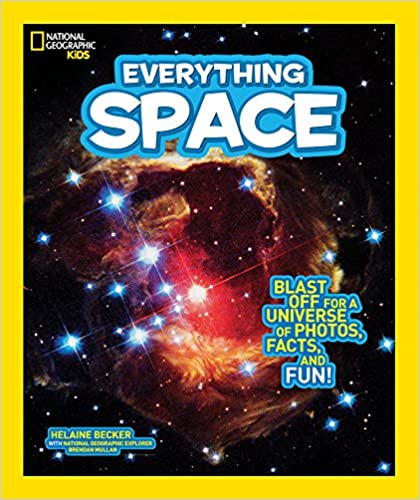 NATIONAL
GEOGRAPHIC
KiDS
EVERYTHING
SPACE
BLAST
OFF FOR A
UNIVERSE
OF PHOTOS,
FACTS,
AND
FUN!
HELAINE BECKER
WITH NATIONAL GEOGRAPHIC EXPLORER
BRENDAN MULLAN